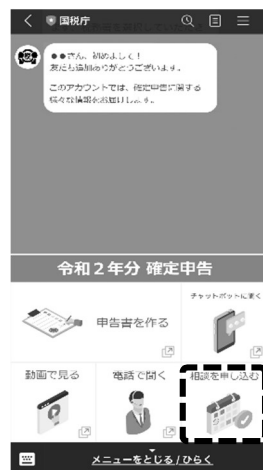 国税庁
●●さん、初めまして！
友だち追加ありがとうございます。
このアカウントでは、確定申告に関する
様々な情報をお届けします。
令和２年分 確定申告
チャットボットに聞く
申告書を作る
動画で見る
電話で聞く
相談を申し込む
メニューをとじる/ひらく